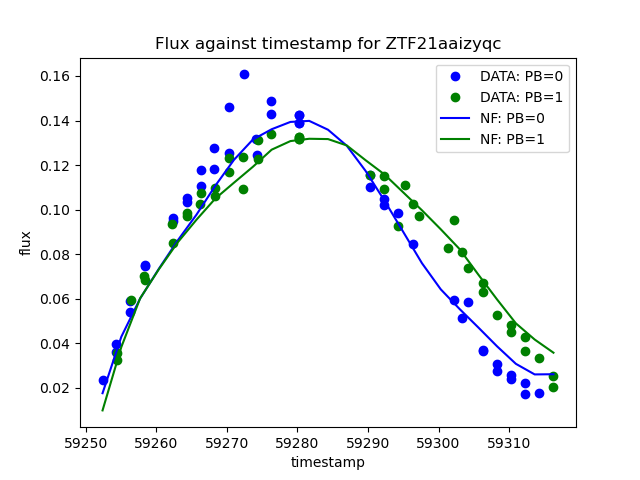 Flux against timestamp for ZTF21aaizyqc
DATA: PB=0
DATA: PB=1
NF: PB=0
NF: PB=1
0.16
0.14
0.12
0.10
0.08
0.06
0.04
0.02
flux
59250 59260 59270 59280 59290 59300 59310
timestamp